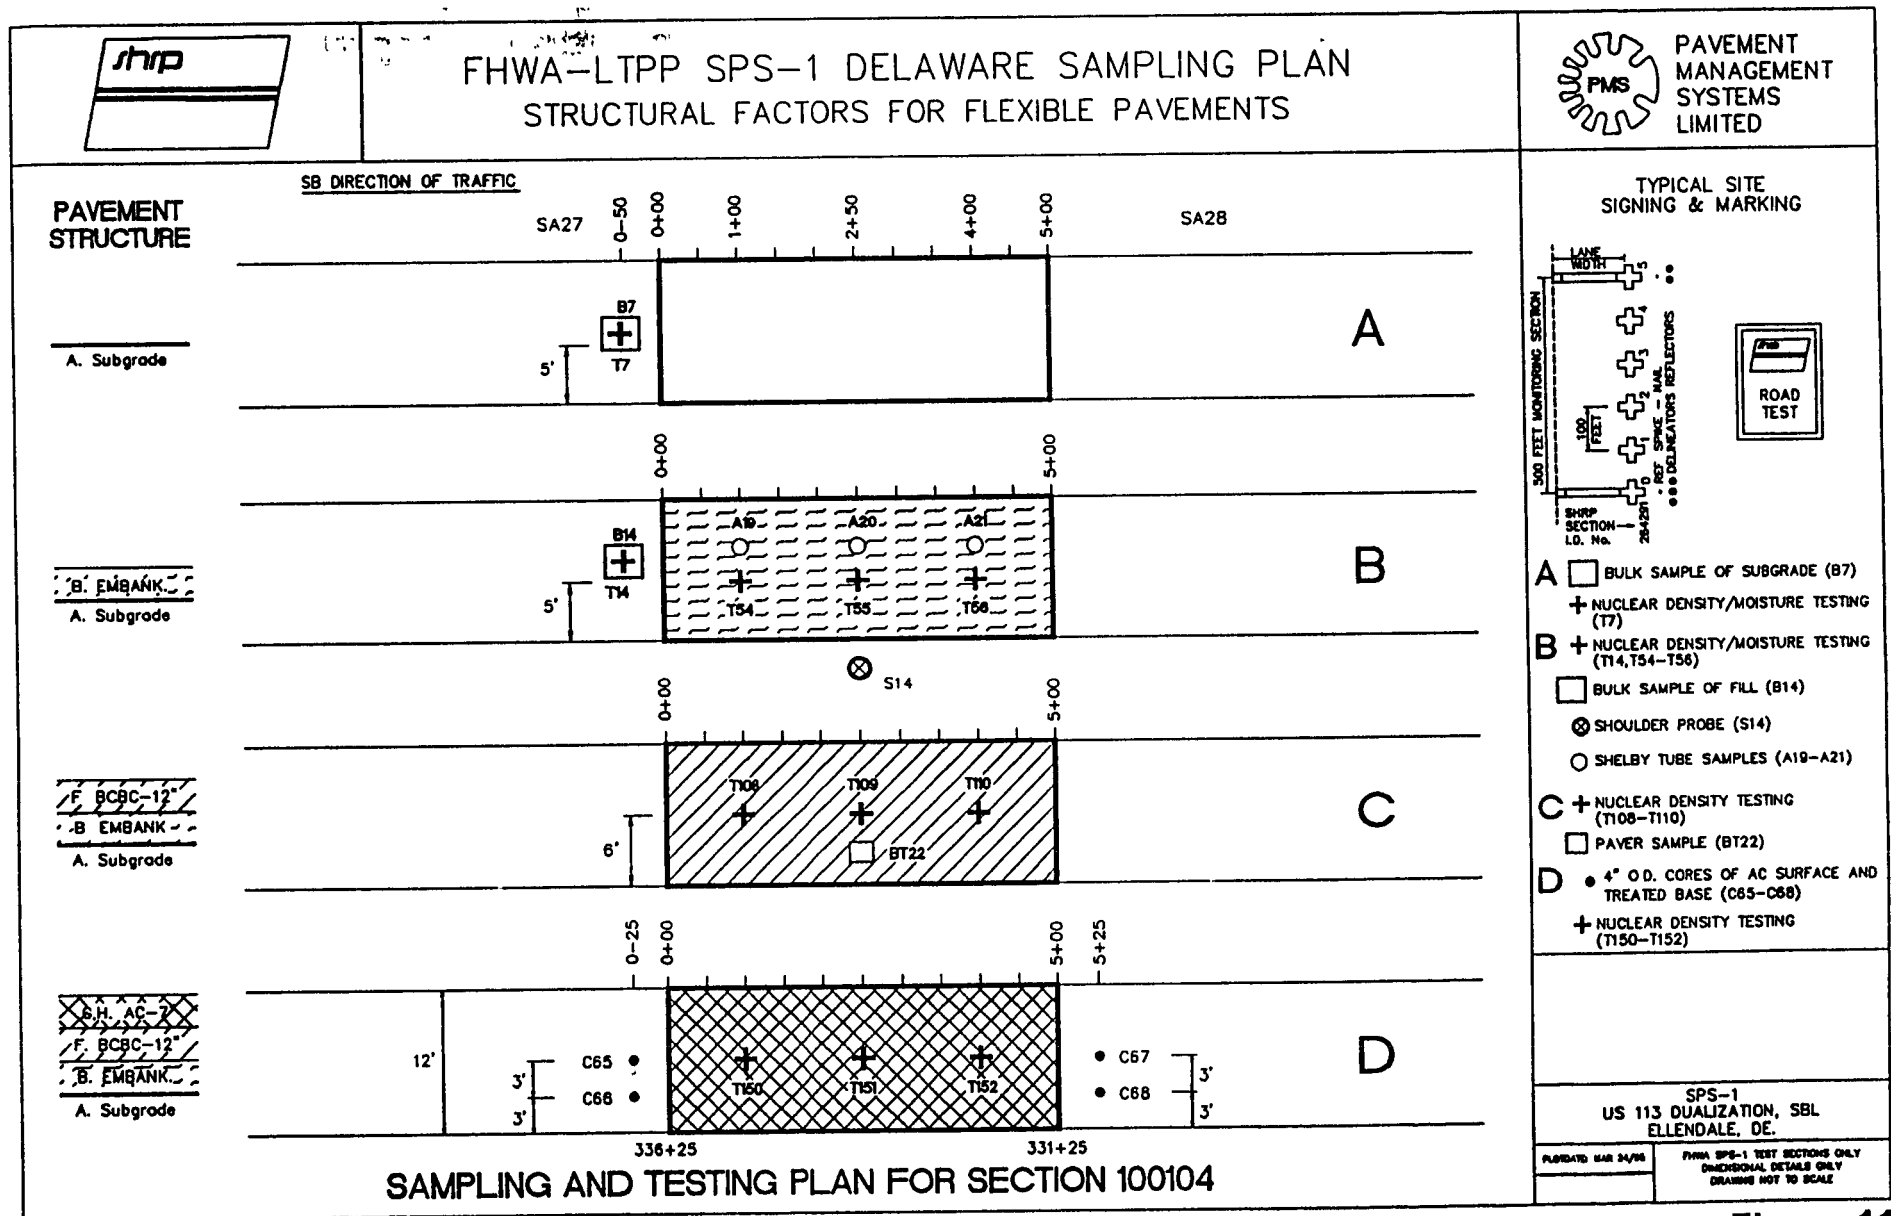 shrp
FHWA-LTPP SPS-1 DELAWARE SAMPLING PLAN
STRUCTURAL FACTORS FOR FLEXIBLE PAVEMENTS
PMS
PAVEMENT
MANAGEMENT
SYSTEMS
LIMITED
SB DIRECTION OF TRAFFIC
PAVEMENT
STRUCTURE
SA27
0-50
0+00
1+00
2+50
4+00
5+00
SA28
A. Subgrade
B7
T7
5'
A
0+00
5+00
B. EMBANK.
A. Subgrade
B14
T14
5'
A19 A20 A21
T54 T55 T56
B
S14
0+00
5+00
F BCBC-12"
B EMBANK
A. Subgrade
6'
T108 T109 T110
BT22
C
0-25
0+00
5+00
5+25
S.H. AC-7
F. BCBC-12"
B. EMBANK.
A. Subgrade
12'
3'
3'
C65
C66
T150 T151 T152
C67
C68
3'
3'
D
336+25
331+25
SAMPLING AND TESTING PLAN FOR SECTION 100104
TYPICAL SITE
SIGNING & MARKING
LANE
WIDTH
500 FEET MONITORING SECTION
100
FEET
5
4
3
2
1
0
- REF SPIKE - NAIL
DELINEATORS REFLECTORS
SHRP
SECTION
I.D. No.
264291
shrp
ROAD
TEST
A BULK SAMPLE OF SUBGRADE (B7)
NUCLEAR DENSITY/MOISTURE TESTING
(T7)
B NUCLEAR DENSITY/MOISTURE TESTING
(T14,T54-T56)
BULK SAMPLE OF FILL (B14)
SHOULDER PROBE (S14)
SHELBY TUBE SAMPLES (A19-A21)
C NUCLEAR DENSITY TESTING
(T108-T110)
PAVER SAMPLE (BT22)
D 4" O.D. CORES OF AC SURFACE AND
TREATED BASE (C65-C68)
NUCLEAR DENSITY TESTING
(T150-T152)
SPS-1
US 113 DUALIZATION, SBL
ELLENDALE, DE.
FHWA SPS-1 TEST SECTIONS ONLY
DIMENSIONAL DETAILS ONLY
DRAWING NOT TO SCALE